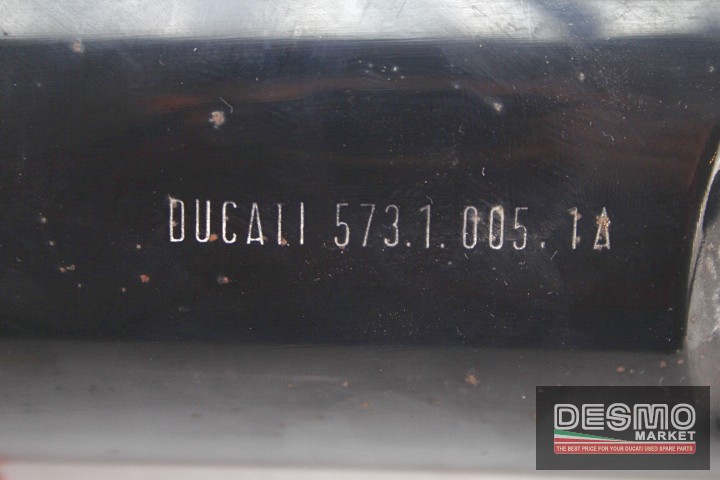 DUCATI 573.1.005.1A
DESMO
MARKET
THE BEST PRICE FOR YOUR DUCATI USED SPARE PARTS